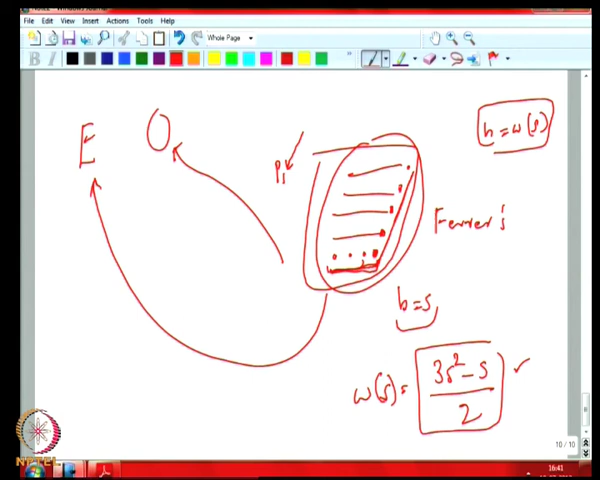 File Edit View Insert Actions Tools Help
Whole Page
E O
n = ω(s)
P₁
Ferrer's
b = s
ω(s) = (3s² - s) / 2
NPTEL
10 / 10
16:41